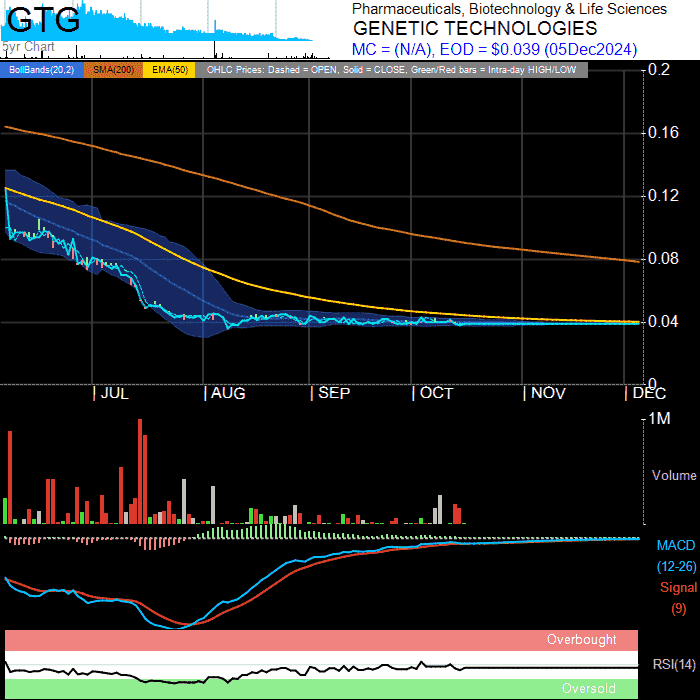 GTG
5yr Chart
Pharmaceuticals, Biotechnology & Life Sciences
GENETIC TECHNOLOGIES
MC = (N/A), EOD = $0.039 (05Dec2024)
BollBands(20,2) SMA(200) EMA(50) OHLC Prices: Dashed = OPEN, Solid = CLOSE, Green/Red bars = Intra-day HIGH/LOW
0.2
0.16
0.12
0.08
0.04
0
JUL AUG SEP OCT NOV DEC
1M
Volume
MACD
(12-26)
Signal
(9)
Overbought
RSI(14)
Oversold